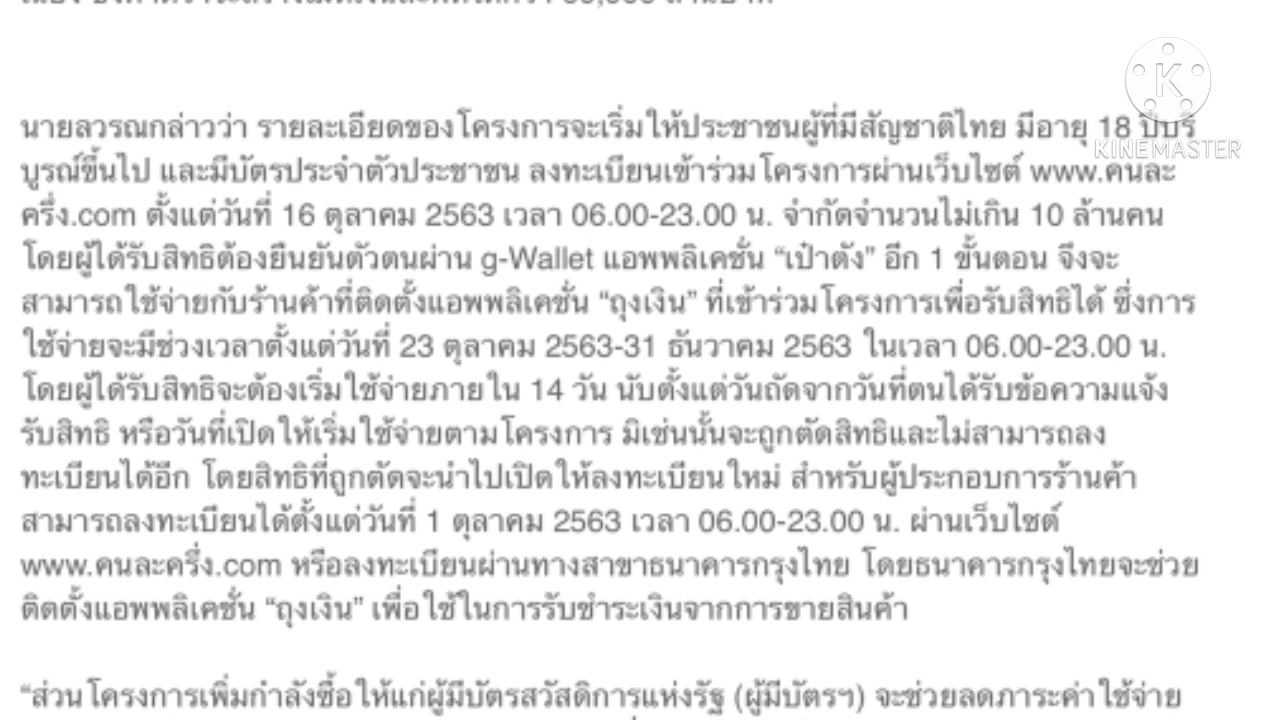 นายลวรณกล่าวว่า รายละเอียดของโครงการจะเริ่มให้ประชาชนผู้ที่มีสัญชาติไทย มีอายุ 18 ปีบริ
บูรณ์ขึ้นไป และมีบัตรประจำตัวประชาชน ลงทะเบียนเข้าร่วมโครงการผ่านเว็บไซต์ www.คนละ
ครึ่ง.com ตั้งแต่วันที่ 16 ตุลาคม 2563 เวลา 06.00-23.00 น. จำกัดจำนวนไม่เกิน 10 ล้านคน
โดยผู้ได้รับสิทธิต้องยืนยันตัวตนผ่าน g-Wallet แอพพลิเคชั่น “เป๋าตัง” อีก 1 ขั้นตอน จึงจะ
สามารถใช้จ่ายกับร้านค้าที่ติดตั้งแอพพลิเคชั่น “ถุงเงิน” ที่เข้าร่วมโครงการเพื่อรับสิทธิได้ ซึ่งการ
ใช้จ่ายจะมีช่วงเวลาตั้งแต่วันที่ 23 ตุลาคม 2563-31 ธันวาคม 2563 ในเวลา 06.00-23.00 น.
โดยผู้ได้รับสิทธิจะต้องเริ่มใช้จ่ายภายใน 14 วัน นับตั้งแต่วันถัดจากวันที่ตนได้รับข้อความแจ้ง
รับสิทธิ หรือวันที่เปิดให้เริ่มใช้จ่ายตามโครงการ มิเช่นนั้นจะถูกตัดสิทธิและไม่สามารถลง
ทะเบียนได้อีก โดยสิทธิที่ถูกตัดจะนำไปเปิดให้ลงทะเบียนใหม่ สำหรับผู้ประกอบการร้านค้า
สามารถลงทะเบียนได้ตั้งแต่วันที่ 1 ตุลาคม 2563 เวลา 06.00-23.00 น. ผ่านเว็บไซต์
www.คนละครึ่ง.com หรือลงทะเบียนผ่านทางสาขาธนาคารกรุงไทย โดยธนาคารกรุงไทยจะช่วย
ติดตั้งแอพพลิเคชั่น “ถุงเงิน” เพื่อใช้ในการรับชำระเงินจากการขายสินค้า
“ส่วนโครงการเพิ่มกำลังซื้อให้แก่ผู้มีบัตรสวัสดิการแห่งรัฐ (ผู้มีบัตรฯ) จะช่วยลดภาระค่าใช้จ่าย
K
KINEMASTER